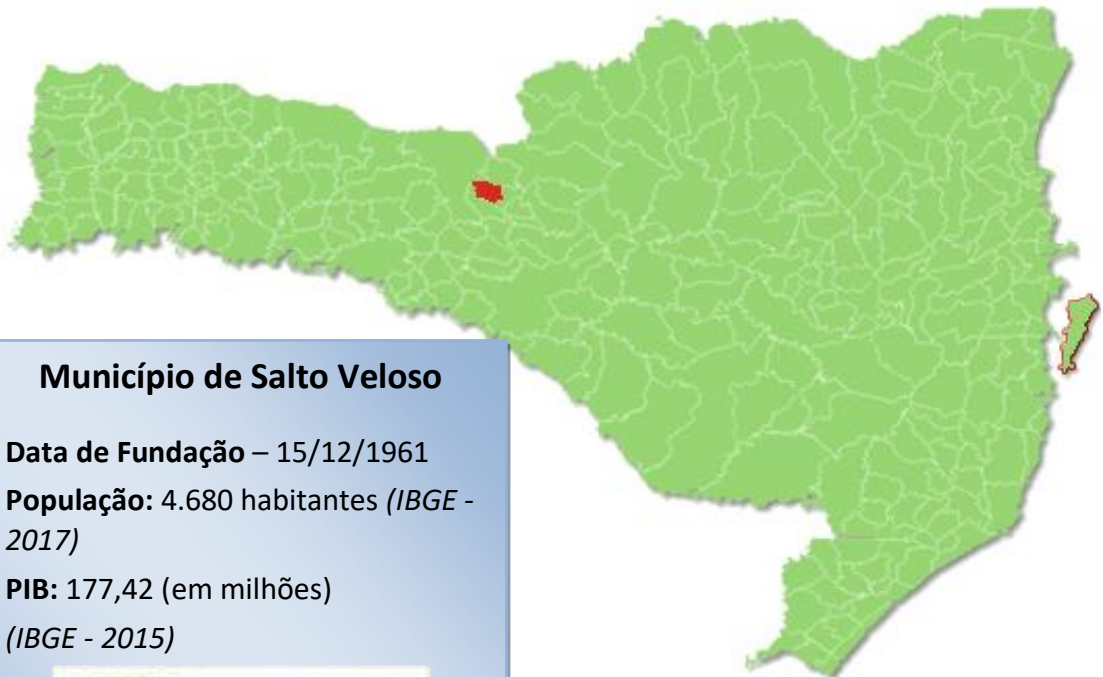 Município de Salto Veloso
Data de Fundação – 15/12/1961
População: 4.680 habitantes (IBGE -
2017)
PIB: 177,42 (em milhões)
(IBGE - 2015)